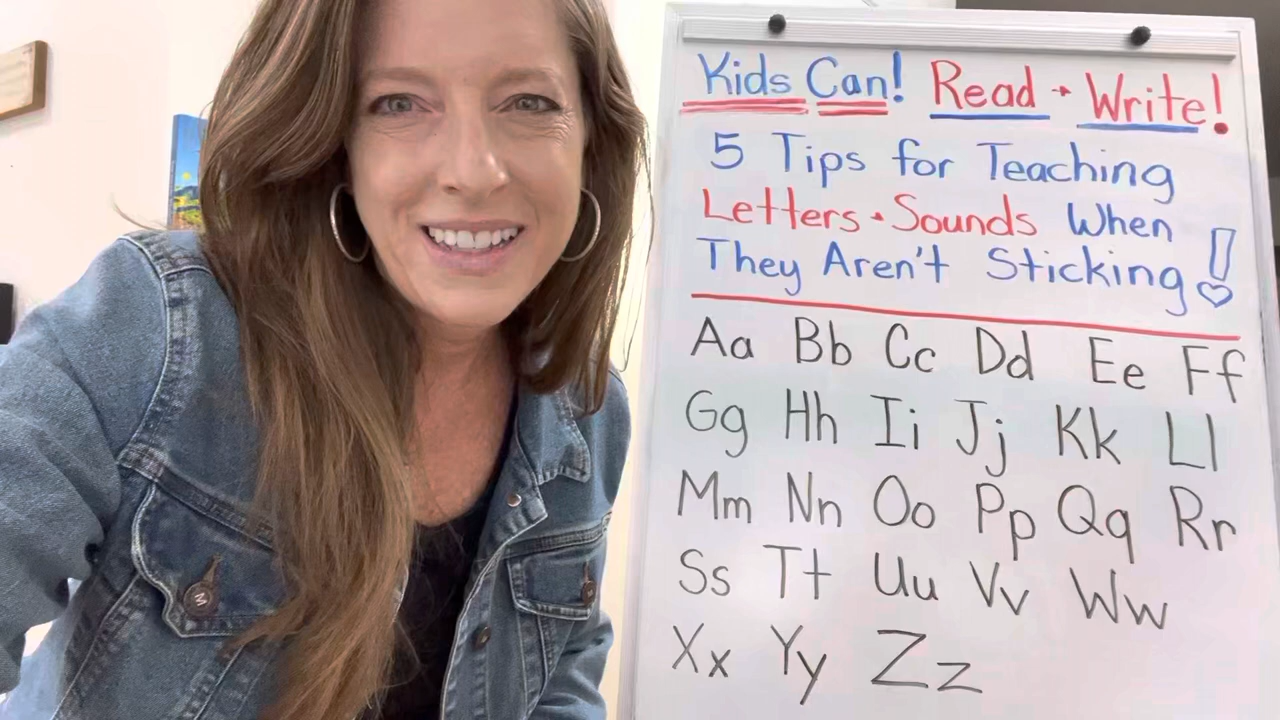 Kids Can! Read + Write!
5 Tips for Teaching
Letters + Sounds When
They Aren't Sticking!
Aa Bb Cc Dd Ee Ff
Gg Hh Ii Jj Kk Ll
Mm Nn Oo Pp Qq Rr
Ss Tt Uu Vv Ww
Xx Yy Zz
M